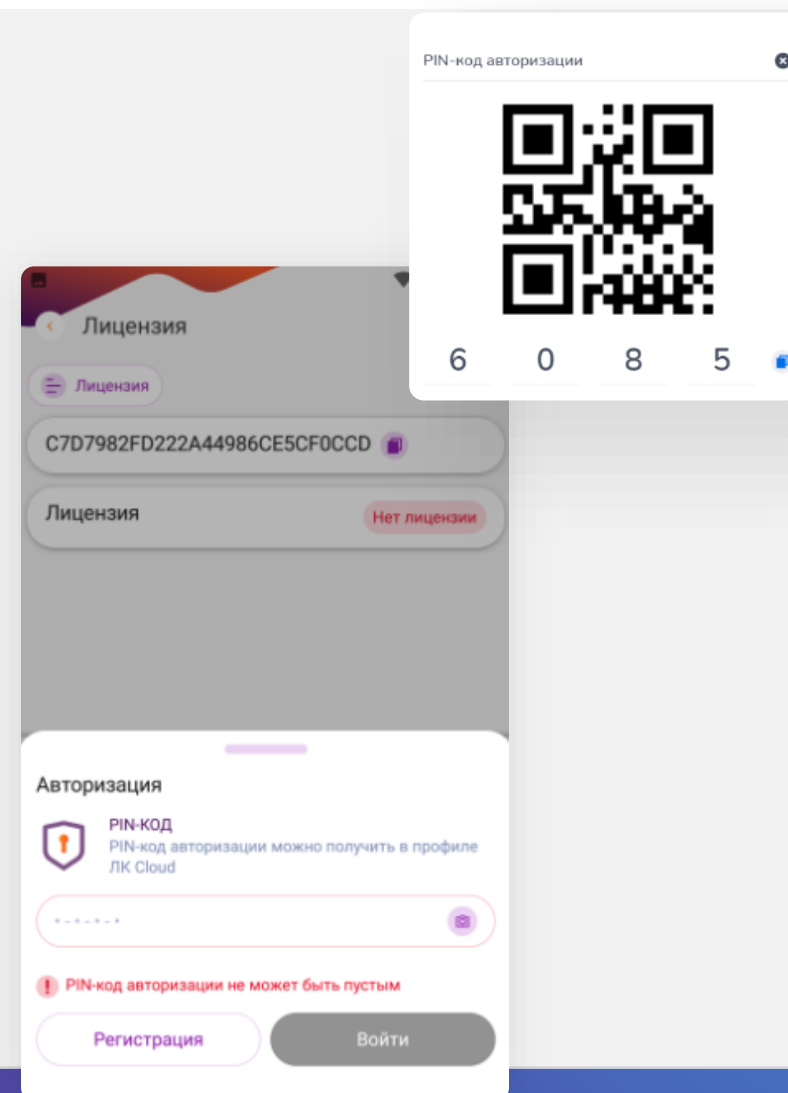 PIN-код авторизации
6 0 8 5
Лицензия
Лицензия
C7D7982FD222A44986CE5CF0CCD
Лицензия
Нет лицензии
Авторизация
PIN-КОД
PIN-код авторизации можно получить в профиле
ЛК Cloud
*-*-*-*
PIN-код авторизации не может быть пустым
Регистрация
Войти